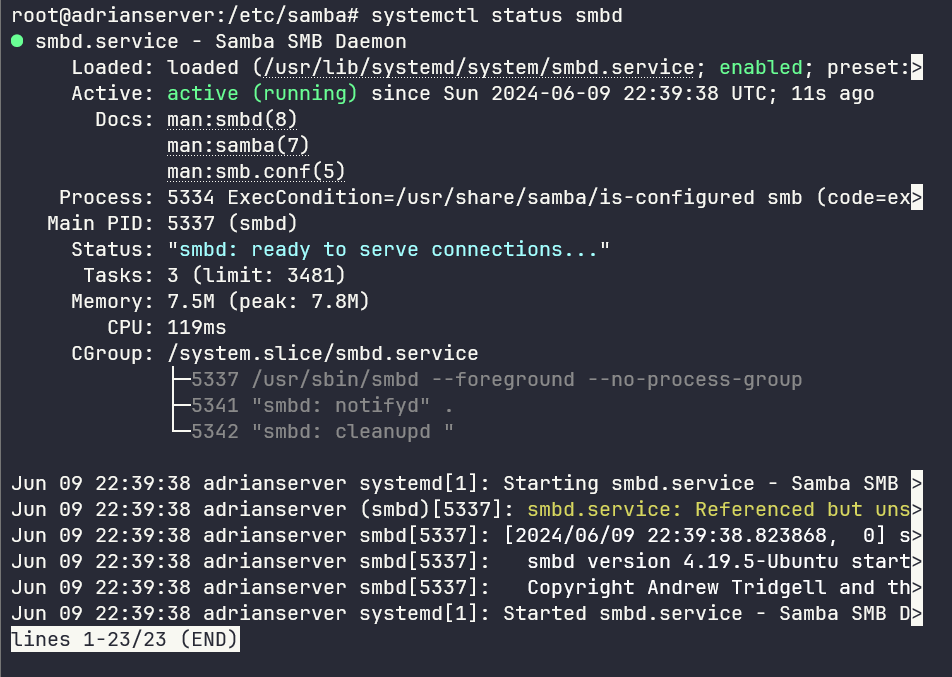 root@adrianserver:/etc/samba# systemctl status smbd
● smbd.service - Samba SMB Daemon
     Loaded: loaded (/usr/lib/systemd/system/smbd.service; enabled; preset:>
     Active: active (running) since Sun 2024-06-09 22:39:38 UTC; 11s ago
       Docs: man:smbd(8)
             man:samba(7)
             man:smb.conf(5)
    Process: 5334 ExecCondition=/usr/share/samba/is-configured smb (code=ex>
   Main PID: 5337 (smbd)
     Status: "smbd: ready to serve connections..."
      Tasks: 3 (limit: 3481)
     Memory: 7.5M (peak: 7.8M)
        CPU: 119ms
     CGroup: /system.slice/smbd.service
             ├─5337 /usr/sbin/smbd --foreground --no-process-group
             ├─5341 "smbd: notifyd" .
             └─5342 "smbd: cleanupd "

Jun 09 22:39:38 adrianserver systemd[1]: Starting smbd.service - Samba SMB >
Jun 09 22:39:38 adrianserver (smbd)[5337]: smbd.service: Referenced but uns>
Jun 09 22:39:38 adrianserver smbd[5337]: [2024/06/09 22:39:38.823868,  0] s>
Jun 09 22:39:38 adrianserver smbd[5337]:   smbd version 4.19.5-Ubuntu start>
Jun 09 22:39:38 adrianserver smbd[5337]:   Copyright Andrew Tridgell and th>
Jun 09 22:39:38 adrianserver systemd[1]: Started smbd.service - Samba SMB D>
lines 1-23/23 (END)